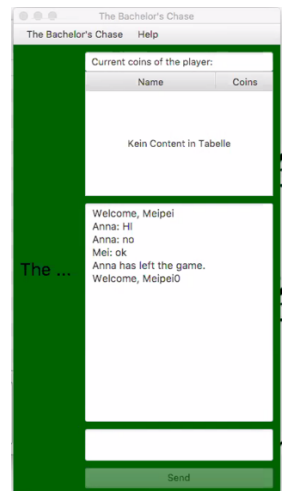 The Bachelor's Chase
The Bachelor's Chase Help
Current coins of the player:
Name Coins
Kein Content in Tabelle
Welcome, Meipei
Anna: HI
Anna: no
Mei: ok
Anna has left the game.
Welcome, Meipei0
The ...
Send